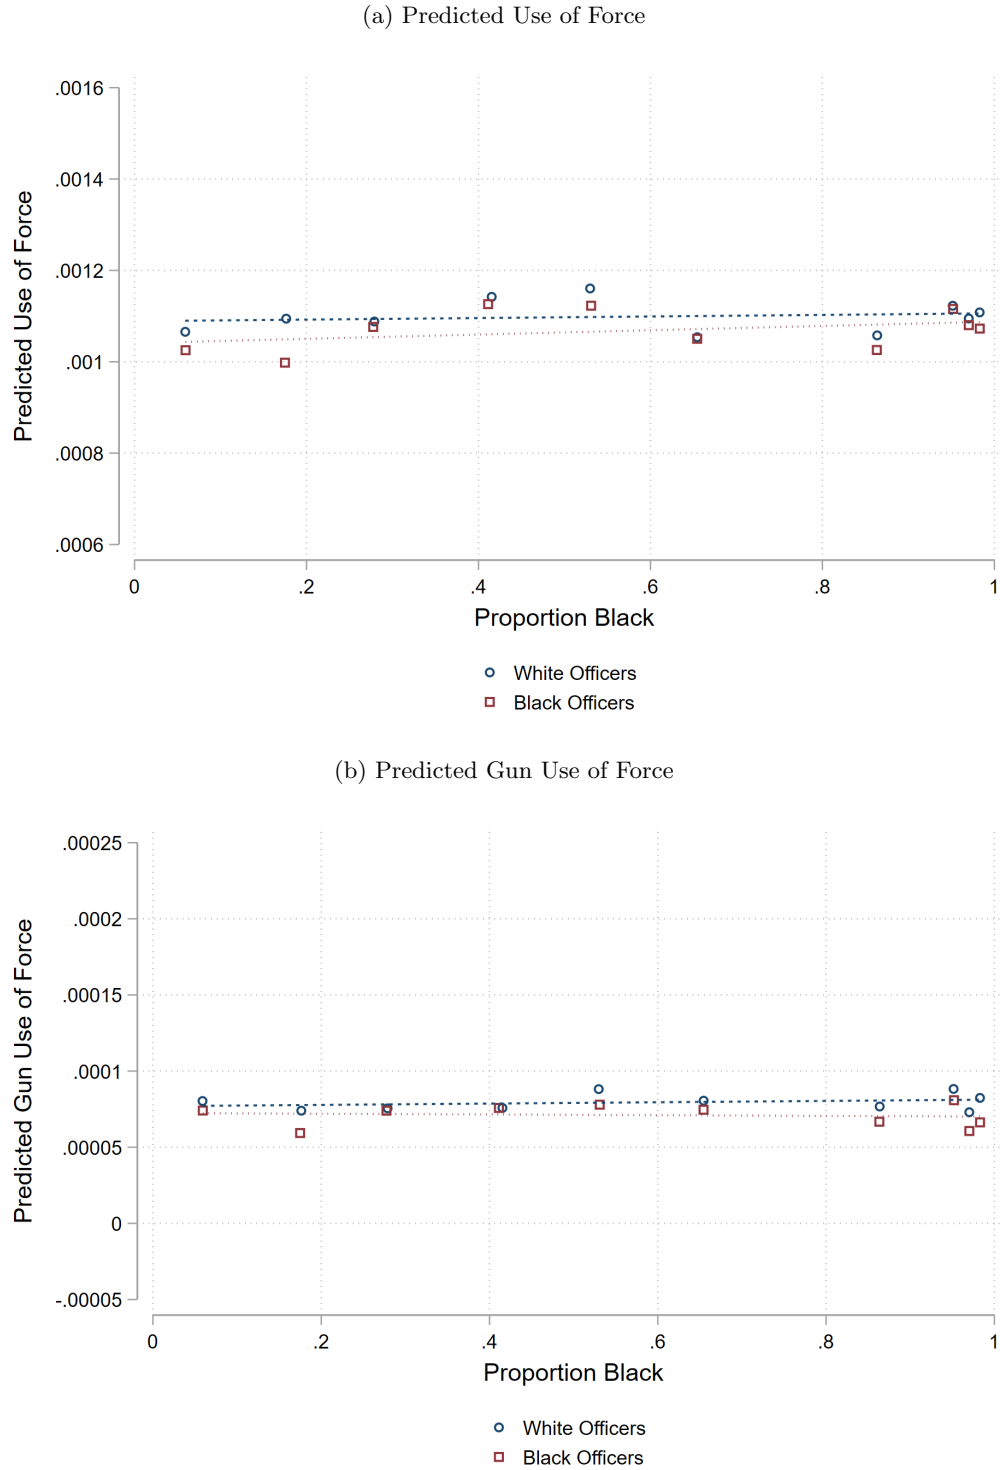 (a) Predicted Use of Force
.0016
.0014
.0012
.001
.0008
.0006
Predicted Use of Force
0 .2 .4 .6 .8 1
Proportion Black
White Officers
Black Officers
(b) Predicted Gun Use of Force
.00025
.0002
.00015
.0001
.00005
0
-.00005
Predicted Gun Use of Force
0 .2 .4 .6 .8 1
Proportion Black
White Officers
Black Officers